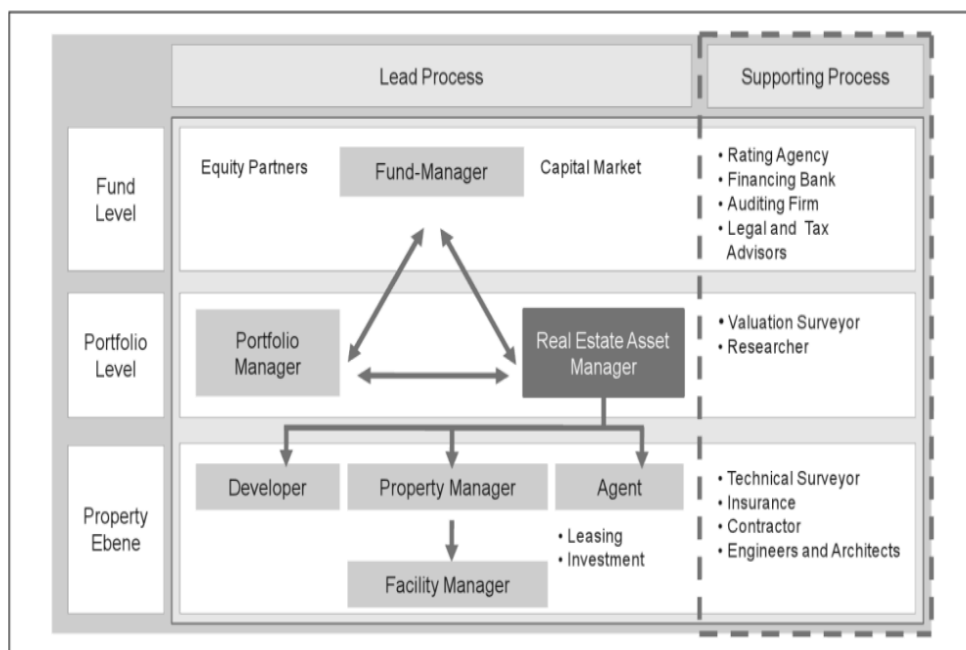 Lead Process
Supporting Process
Fund
Level
Equity Partners
Fund-Manager
Capital Market
• Rating Agency
• Financing Bank
• Auditing Firm
• Legal and Tax
Advisors
Portfolio
Level
Portfolio
Manager
Real Estate Asset
Manager
• Valuation Surveyor
• Researcher
Property
Ebene
Developer
Property Manager
Agent
• Leasing
• Investment
Facility Manager
• Technical Surveyor
• Insurance
• Contractor
• Engineers and Architects